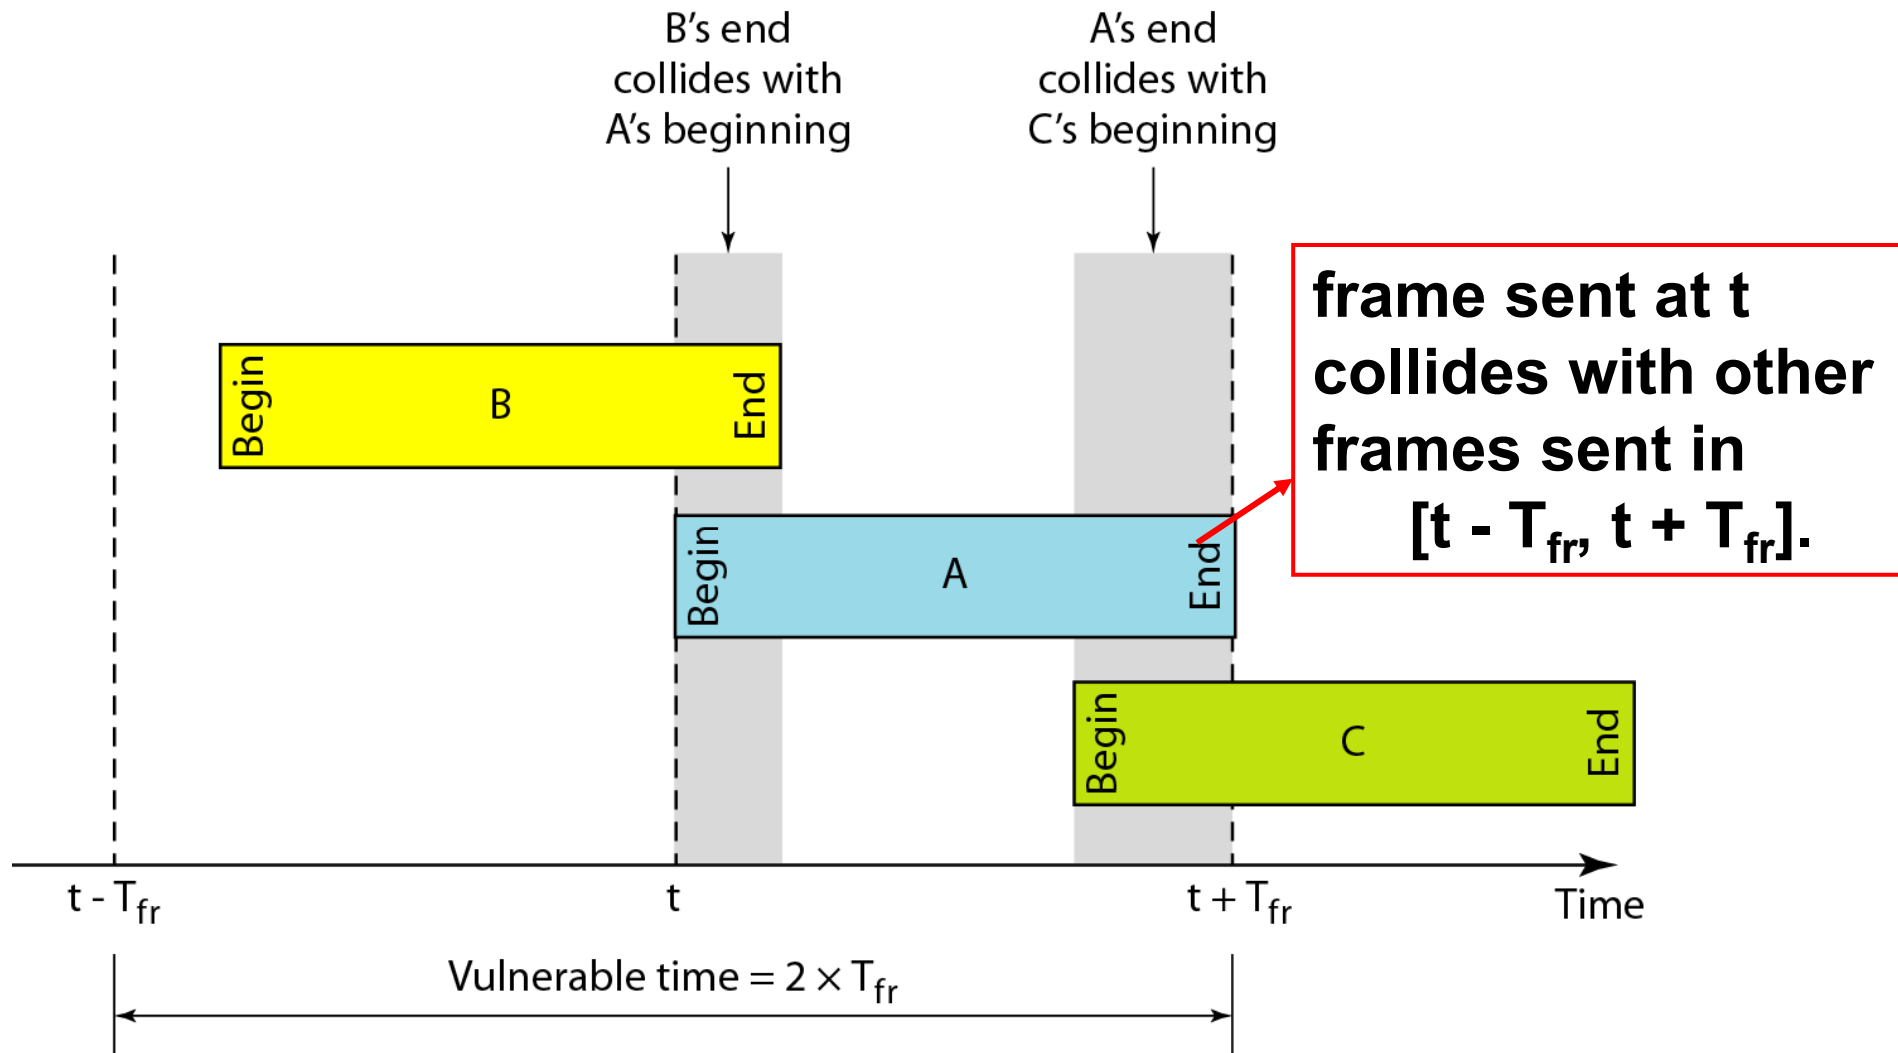 B's end
collides with
A's beginning
A's end
collides with
C's beginning
frame sent at t
collides with other
frames sent in
[t - Tfr, t + Tfr].
Begin
B
End
Begin
A
End
Begin
C
End
t - Tfr
t
t + Tfr
Time
Vulnerable time = 2 × Tfr